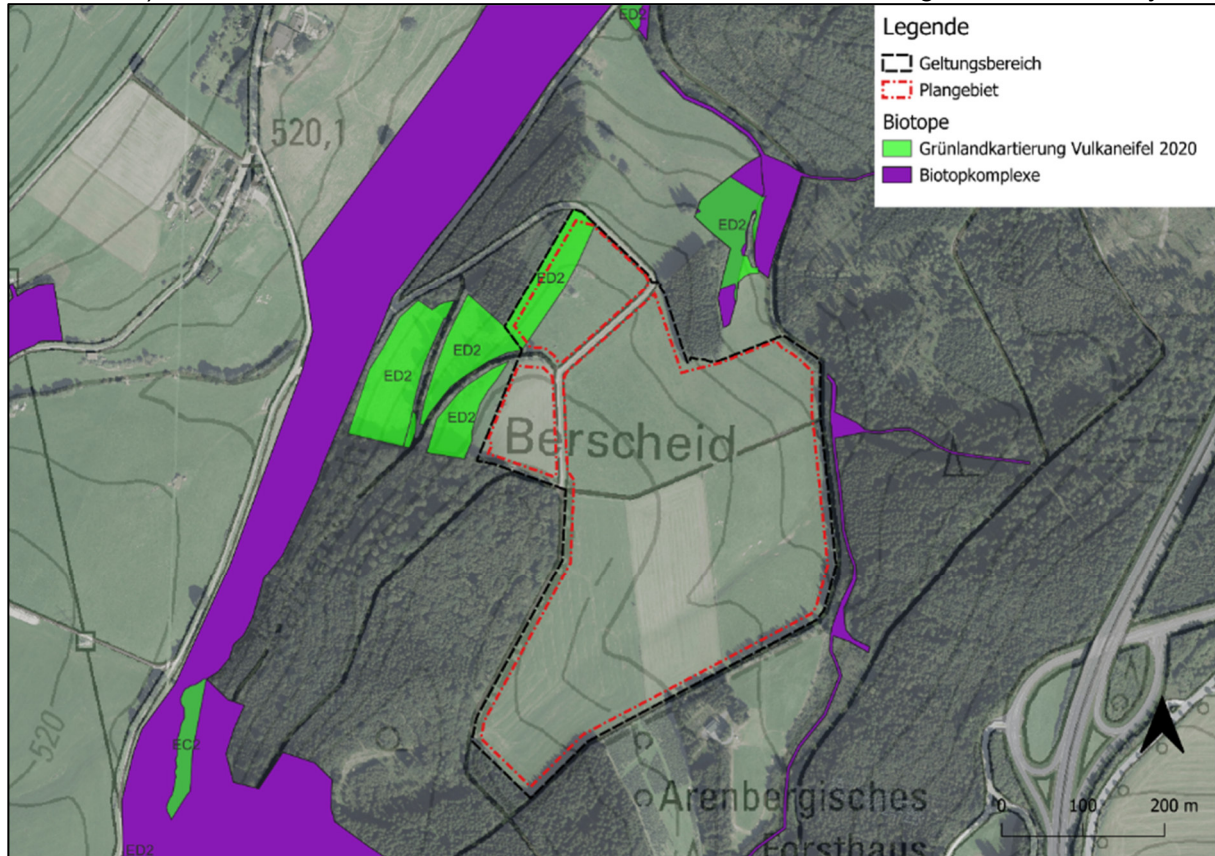 ED2
Legende
Geltungsbereich
Plangebiet
Biotope
Grünlandkartierung Vulkaneifel 2020
Biotopkomplexe
520,1
ED2
ED2
ED2
ED2
ED2
Berscheid
520
EC2
Arenbergisches
Forsthaus
0 100 200 m
ED2